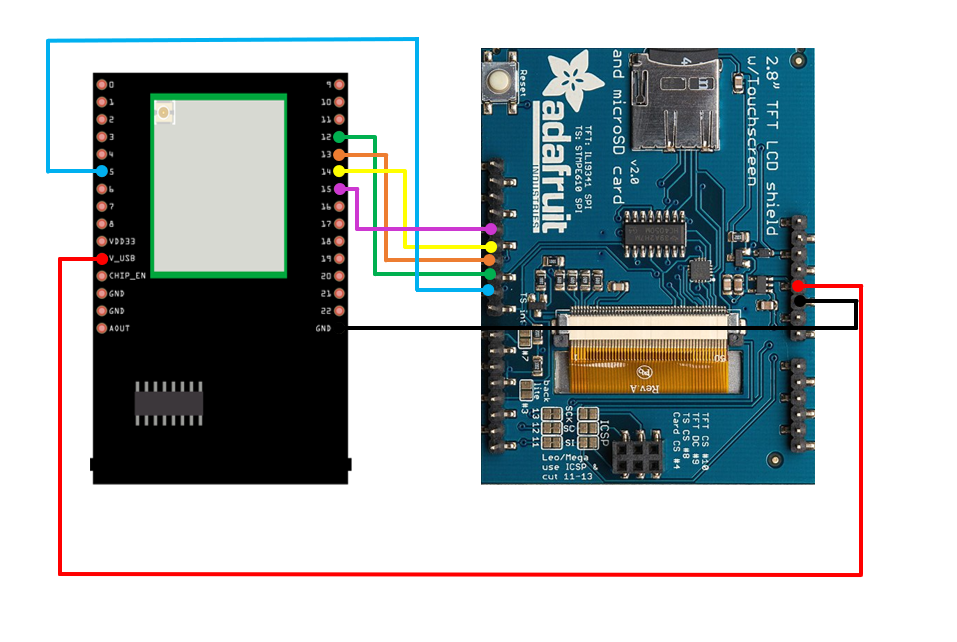 0
1
2
3
4
5
6
7
8
VDD33
V_USB
CHIP_EN
GND
GND
AOUT
9
10
11
12
13
14
15
16
17
18
19
20
21
22
GND
Reset
adafruit
INDUSTRIES
TFT: ILI9341 SPI
TS: STMPE610 SPI
and microSD card
v2.0
2.8" TFT LCD shield
w/Touchscreen
TS int
#7
back
lite
#3
1
50
Rev.A
13
12
11
SCK
SC
SI
ICSP
Leo/Mega
use ICSP &
cut 11-13
TFT CS #10
TFT DC #9
TS CS #8
Card CS #4